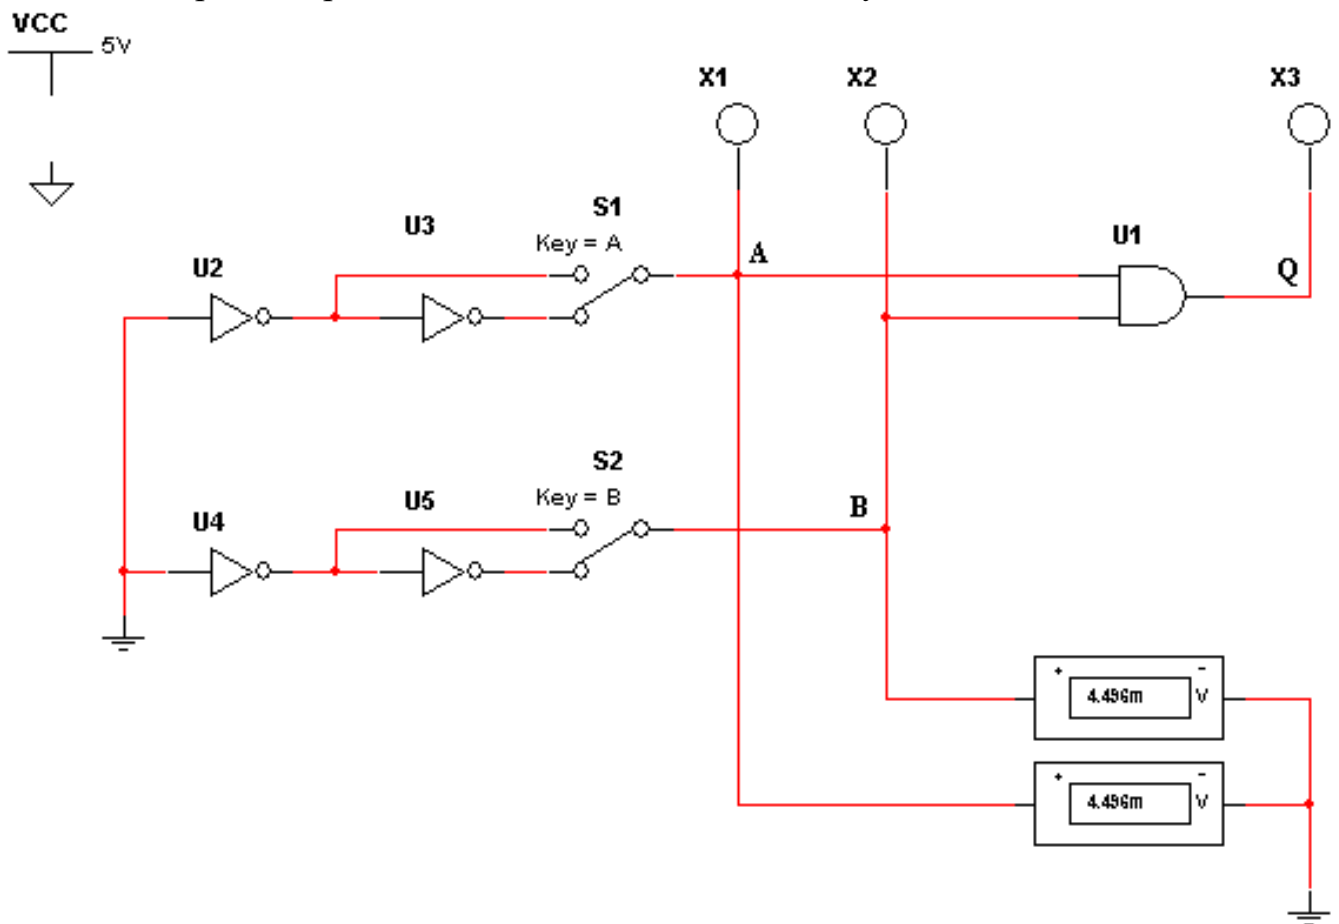 VCC
5V
X1
X2
X3
S1
U3
Key = A
A
U1
U2
Q
S2
U5
Key = B
B
U4
+
-
4.496m
V
+
-
4.496m
V